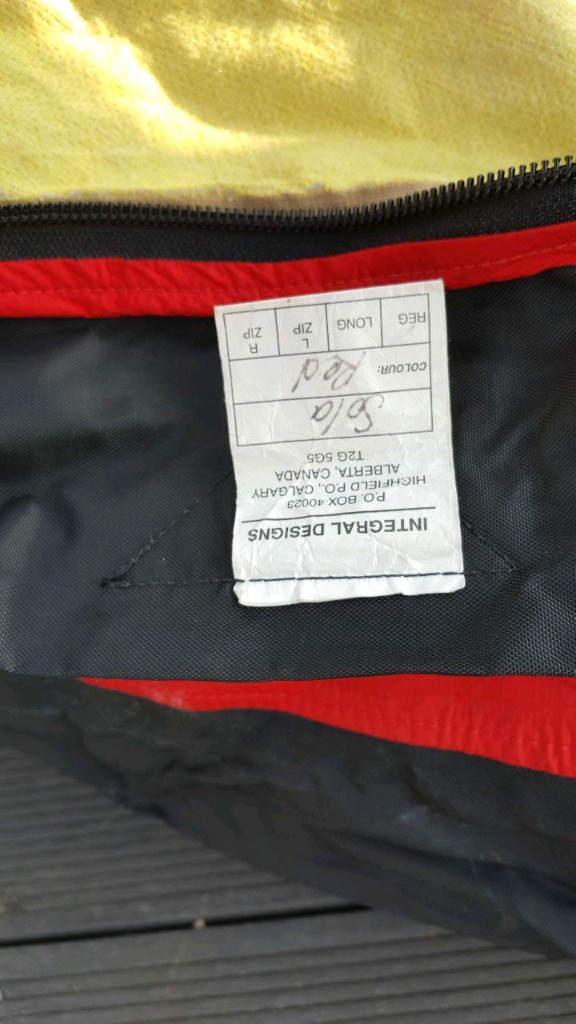 INTEGRAL DESIGNS
P.O. BOX 40023
HIGHFIELD P.O., CALGARY
ALBERTA, CANADA
T2G 5G5
Sola
COLOUR: Red
REG LONG L ZIP R ZIP